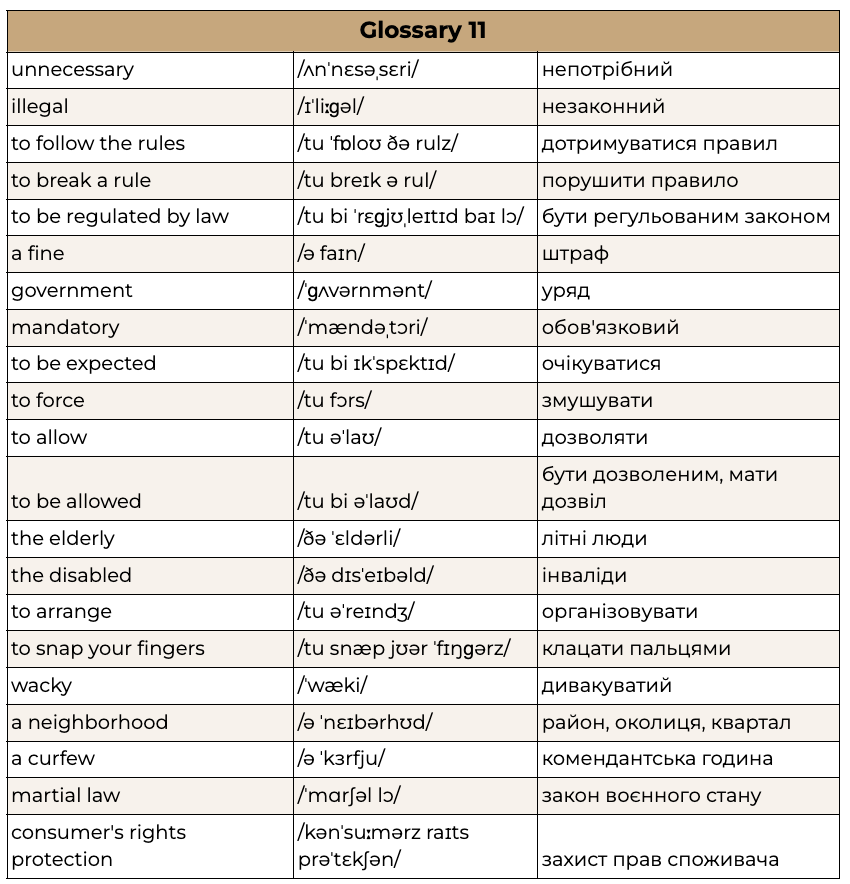 Glossary 11
unnecessary /ʌnˈnɛsəˌsɛri/ непотрібний
illegal /ɪˈliːgəl/ незаконний
to follow the rules /tu ˈfɒloʊ ðə rulz/ дотримуватися правил
to break a rule /tu breɪk ə rul/ порушити правило
to be regulated by law /tu bi ˈrɛgjʊˌleɪtɪd baɪ lɔ/ бути регульованим законом
a fine /ə faɪn/ штраф
government /ˈgʌvərnmənt/ уряд
mandatory /ˈmændəˌtɔri/ обов'язковий
to be expected /tu bi ɪkˈspɛktɪd/ очікуватися
to force /tu fɔrs/ змушувати
to allow /tu əˈlaʊ/ дозволяти
бути дозволеним, мати
to be allowed /tu bi əˈlaʊd/ дозвіл
the elderly /ðə ˈɛldərli/ літні люди
the disabled /ðə dɪsˈeɪbəld/ інваліди
to arrange /tu əˈreɪndʒ/ організовувати
to snap your fingers /tu snæp jʊər ˈfɪŋgərz/ клацати пальцями
wacky /ˈwæki/ дивакуватий
a neighborhood /ə ˈnɛɪbərhʊd/ район, околиця, квартал
a curfew /ə ˈkɜrfju/ комендантська година
martial law /ˈmɑrʃəl lɔ/ закон воєнного стану
consumer's rights /kənˈsuːmərz raɪts
protection prəˈtɛkʃən/ захист прав споживача